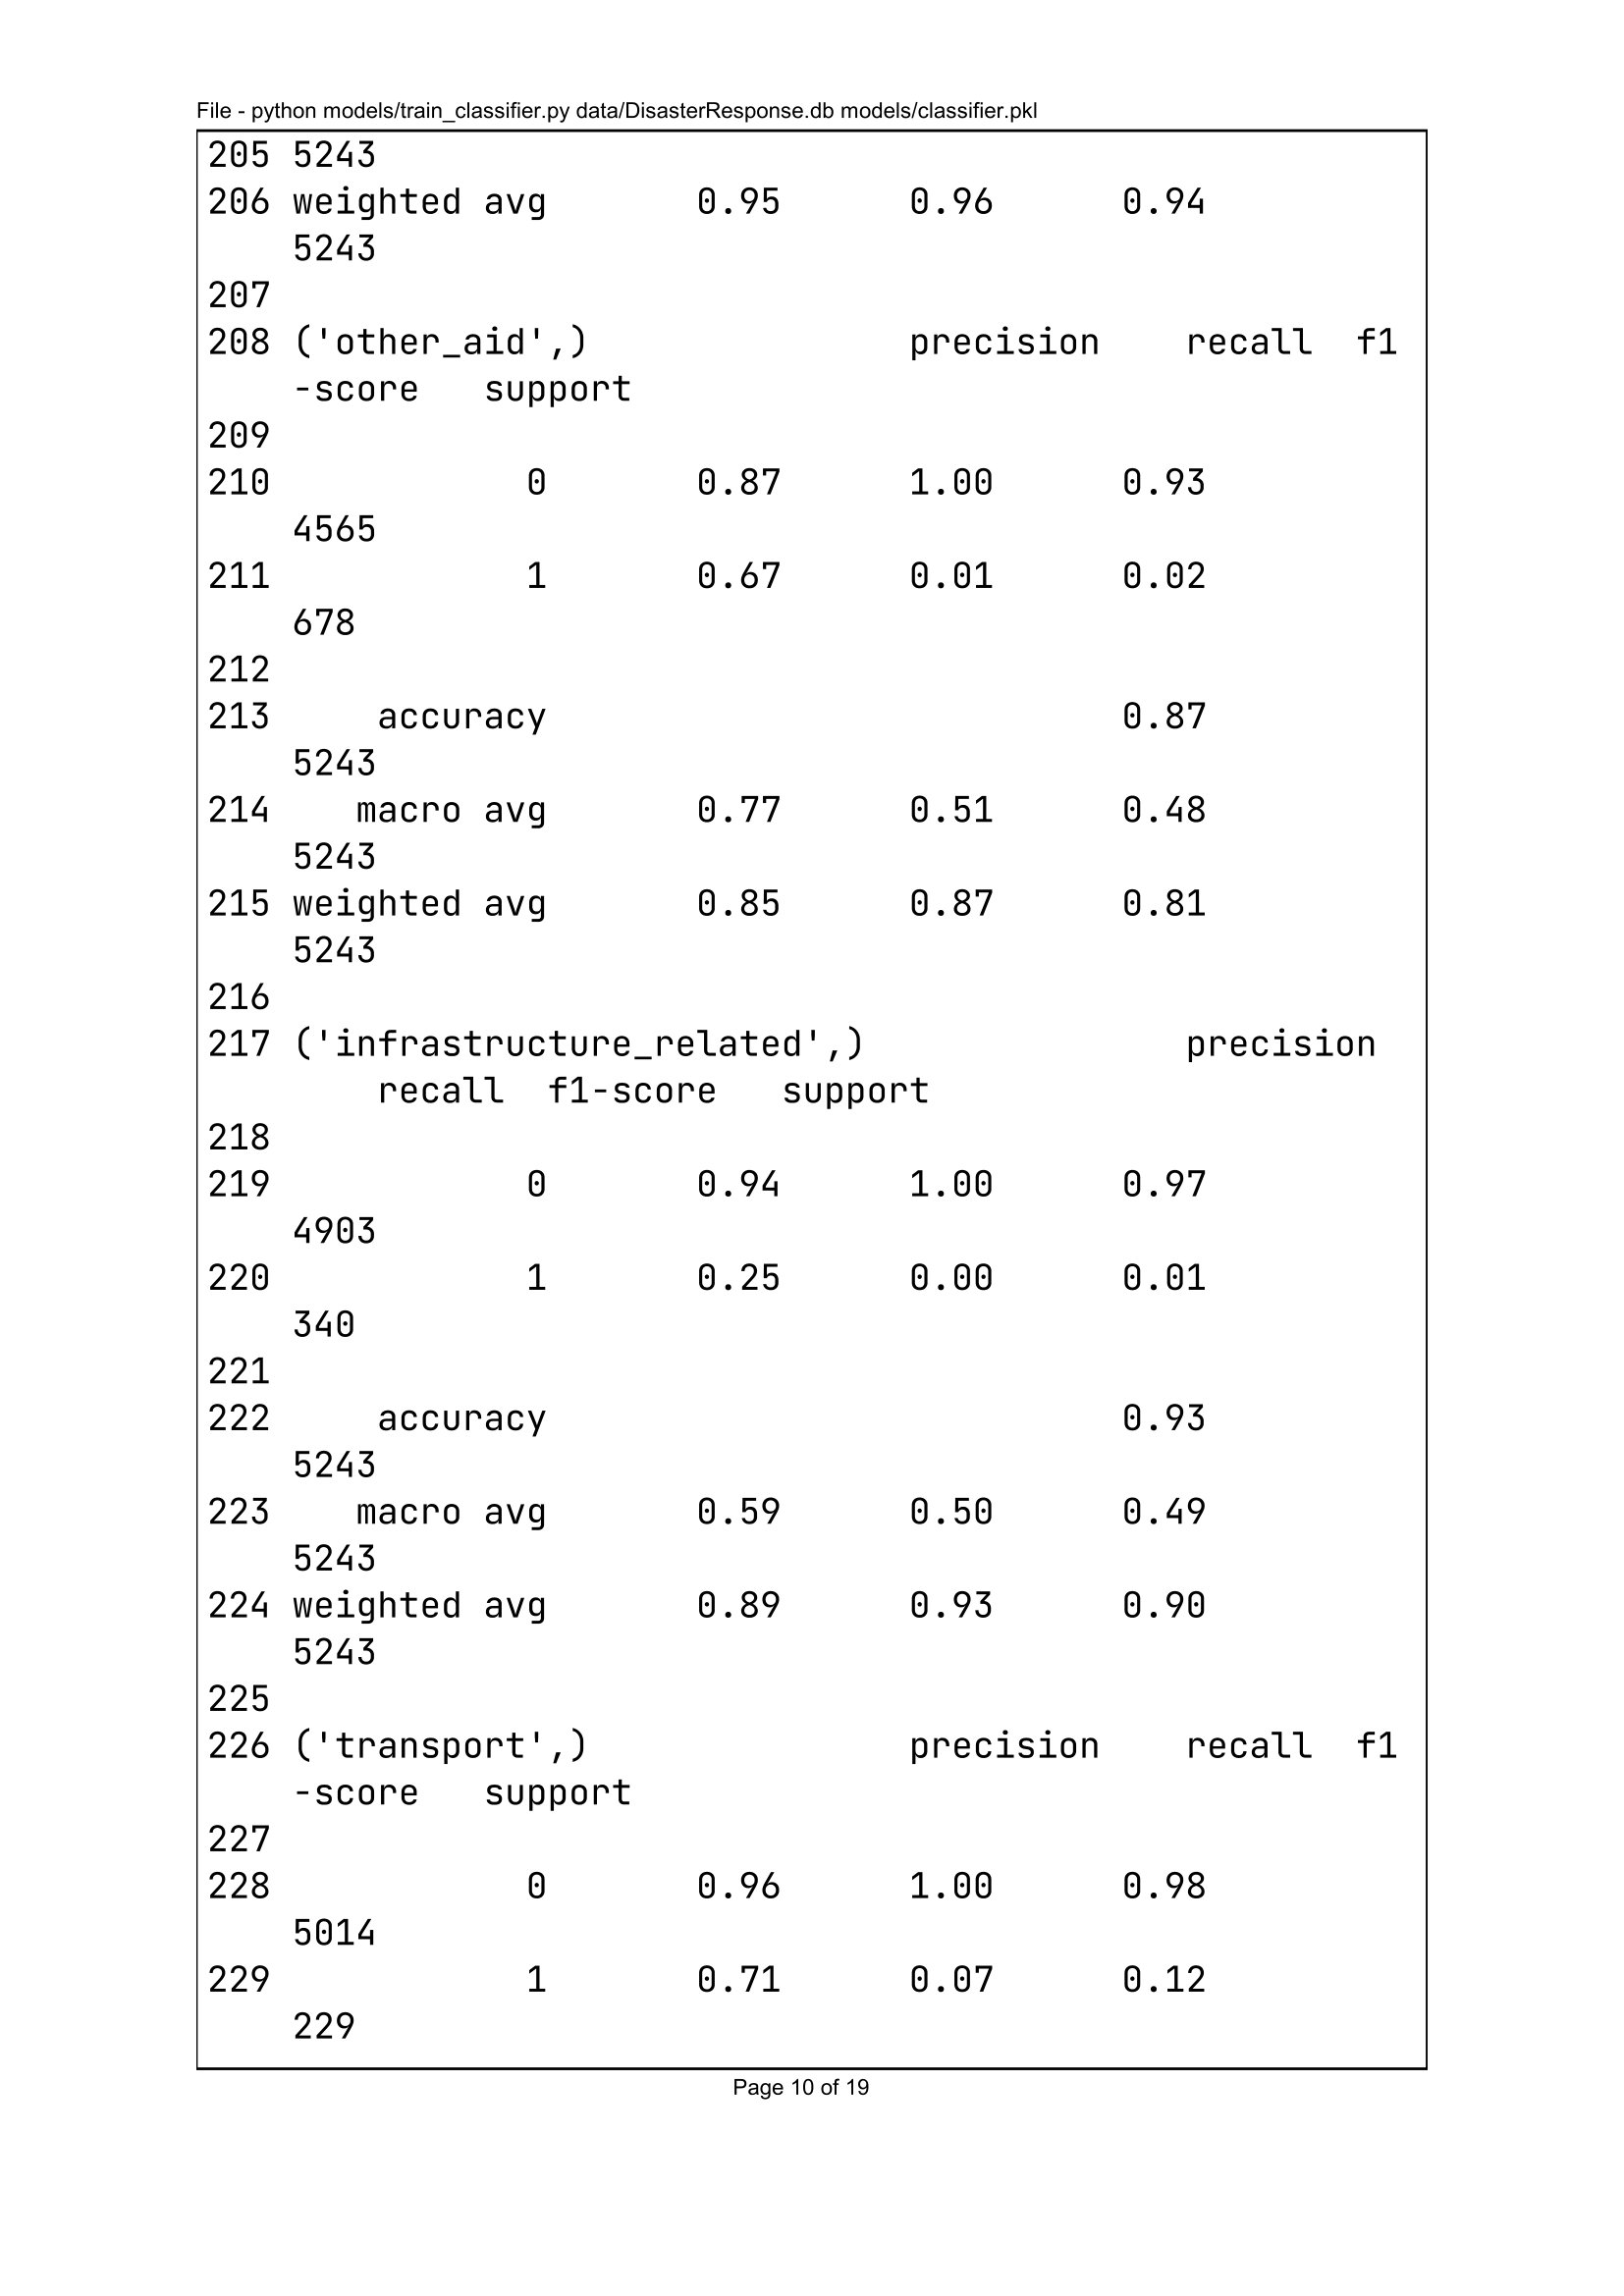 File - python models/train_classifier.py data/DisasterResponse.db models/classifier.pkl
205 5243
206 weighted avg       0.95      0.96      0.94
    5243
207
208 ('other_aid',)               precision    recall  f1
    -score   support
209
210            0       0.87      1.00      0.93
    4565
211            1       0.67      0.01      0.02
    678
212
213     accuracy                           0.87
    5243
214    macro avg       0.77      0.51      0.48
    5243
215 weighted avg       0.85      0.87      0.81
    5243
216
217 ('infrastructure_related',)               precision
        recall  f1-score   support
218
219            0       0.94      1.00      0.97
    4903
220            1       0.25      0.00      0.01
    340
221
222     accuracy                           0.93
    5243
223    macro avg       0.59      0.50      0.49
    5243
224 weighted avg       0.89      0.93      0.90
    5243
225
226 ('transport',)               precision    recall  f1
    -score   support
227
228            0       0.96      1.00      0.98
    5014
229            1       0.71      0.07      0.12
    229
Page 10 of 19